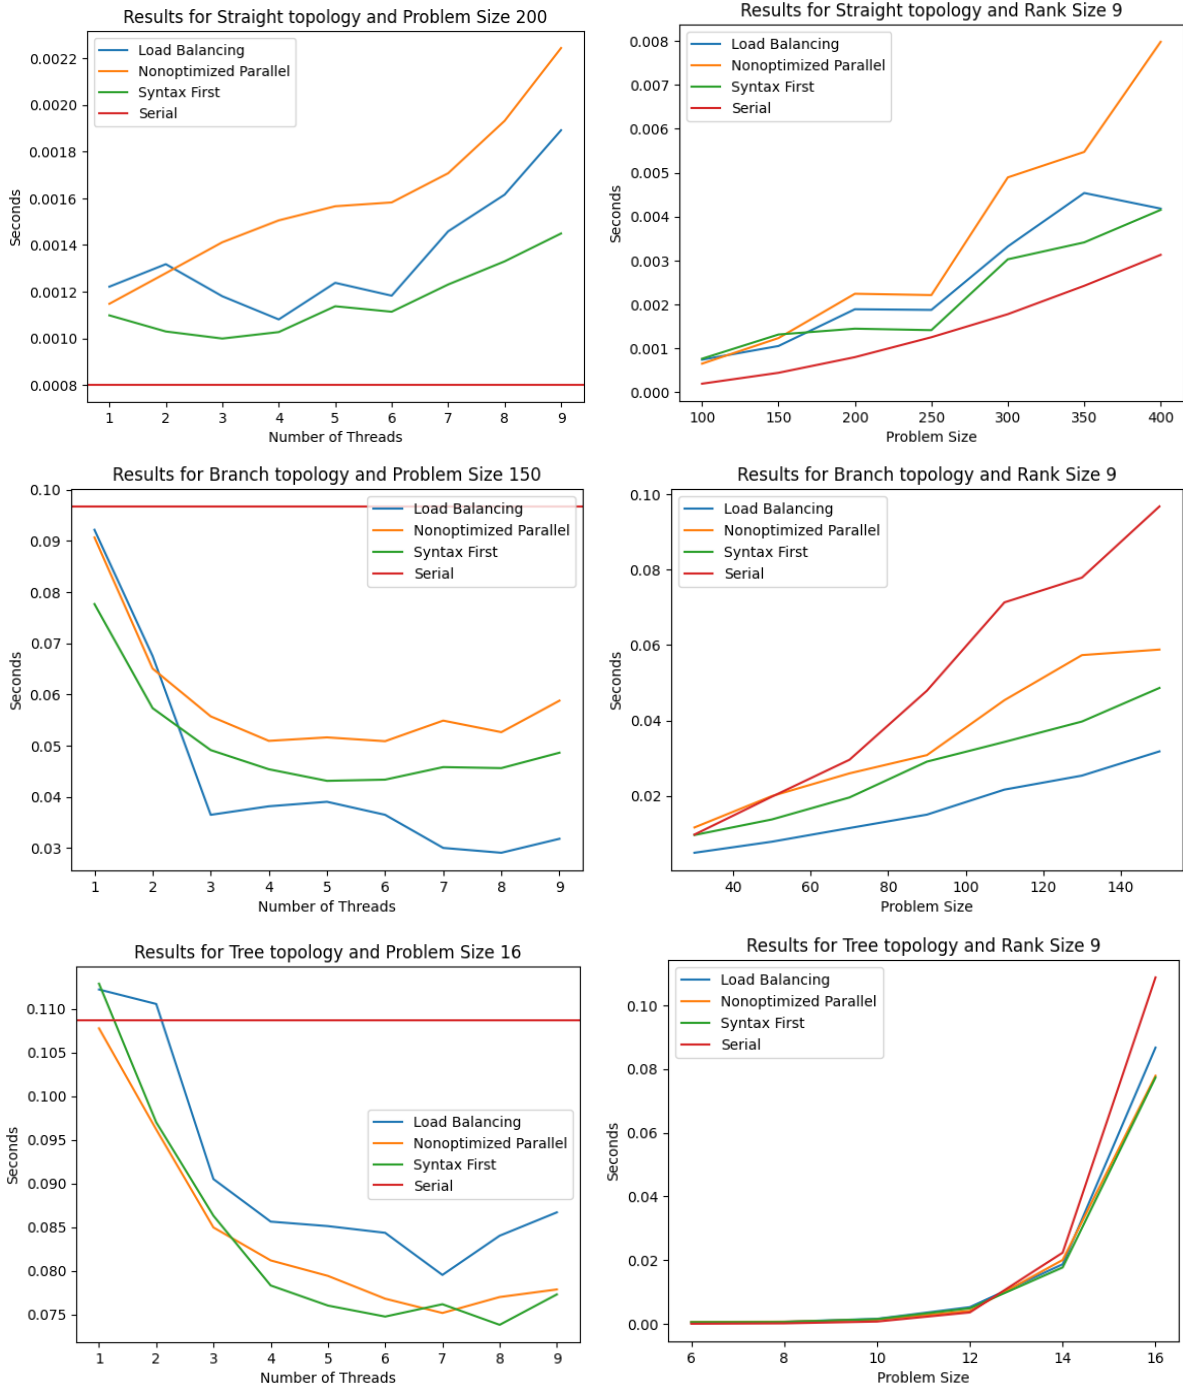 Results for Straight topology and Problem Size 200
Load Balancing
Nonoptimized Parallel
Syntax First
Serial
0.0022
0.0020
0.0018
0.0016
0.0014
0.0012
0.0010
0.0008
Seconds
1 2 3 4 5 6 7 8 9
Number of Threads
Results for Straight topology and Rank Size 9
Load Balancing
Nonoptimized Parallel
Syntax First
Serial
0.008
0.007
0.006
0.005
0.004
0.003
0.002
0.001
0.000
Seconds
100 150 200 250 300 350 400
Problem Size
Results for Branch topology and Problem Size 150
Load Balancing
Nonoptimized Parallel
Syntax First
Serial
0.10
0.09
0.08
0.07
0.06
0.05
0.04
0.03
Seconds
1 2 3 4 5 6 7 8 9
Number of Threads
Results for Branch topology and Rank Size 9
Load Balancing
Nonoptimized Parallel
Syntax First
Serial
0.10
0.08
0.06
0.04
0.02
Seconds
40 60 80 100 120 140
Problem Size
Results for Tree topology and Problem Size 16
0.110
0.105
0.100
0.095
0.090
0.085
0.080
0.075
Seconds
Load Balancing
Nonoptimized Parallel
Syntax First
Serial
1 2 3 4 5 6 7 8 9
Number of Threads
Results for Tree topology and Rank Size 9
Load Balancing
Nonoptimized Parallel
Syntax First
Serial
0.10
0.08
0.06
0.04
0.02
0.00
Seconds
6 8 10 12 14 16
Problem Size